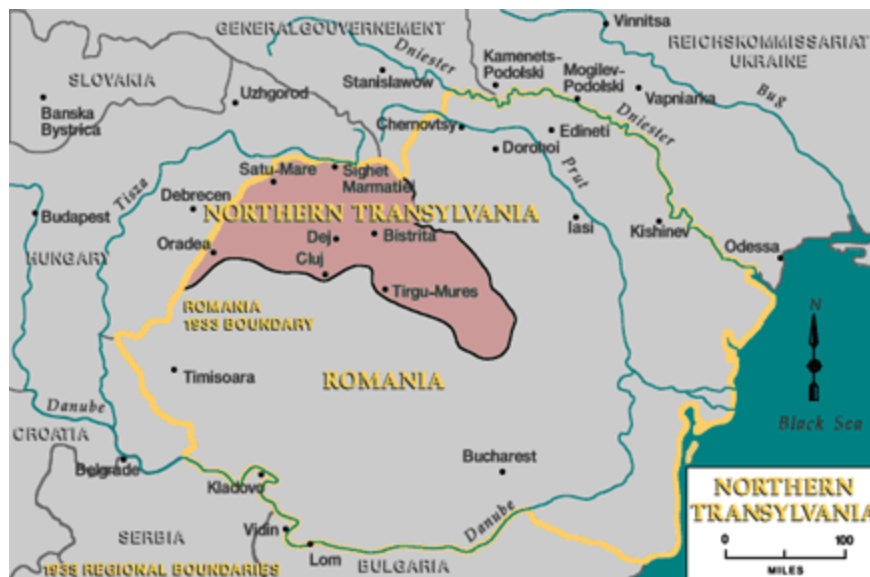 GENERALGOUVERNEMENT
Vinnitsa
REICHSKOMMISSARIAT
UKRAINE
Dniester
Kamenets-
Podolski
Mogilev-
Podolski
SLOVAKIA
Stanislawow
Uzhgorod
Vapniarka
Bug
Banska
Bystrica
Chernovtsy
Edineti
Dniester
Dorohoi
Prut
Satu-Mare
Sighet
Marmatiei
Tisza
Debrecen
NORTHERN TRANSYLVANIA
Budapest
Iasi
Kishinev
Oradea
Dej
Bistrita
Odessa
HUNGARY
Cluj
Tirgu-Mures
ROMANIA
1933 BOUNDARY
N
Timisoara
ROMANIA
Danube
Black Sea
CROATIA
Belgrade
Bucharest
Kladovo
NORTHERN
TRANSYLVANIA
Vidin
Danube
SERBIA
Lom
BULGARIA
0 100
MILES
1938 REGIONAL BOUNDARIES